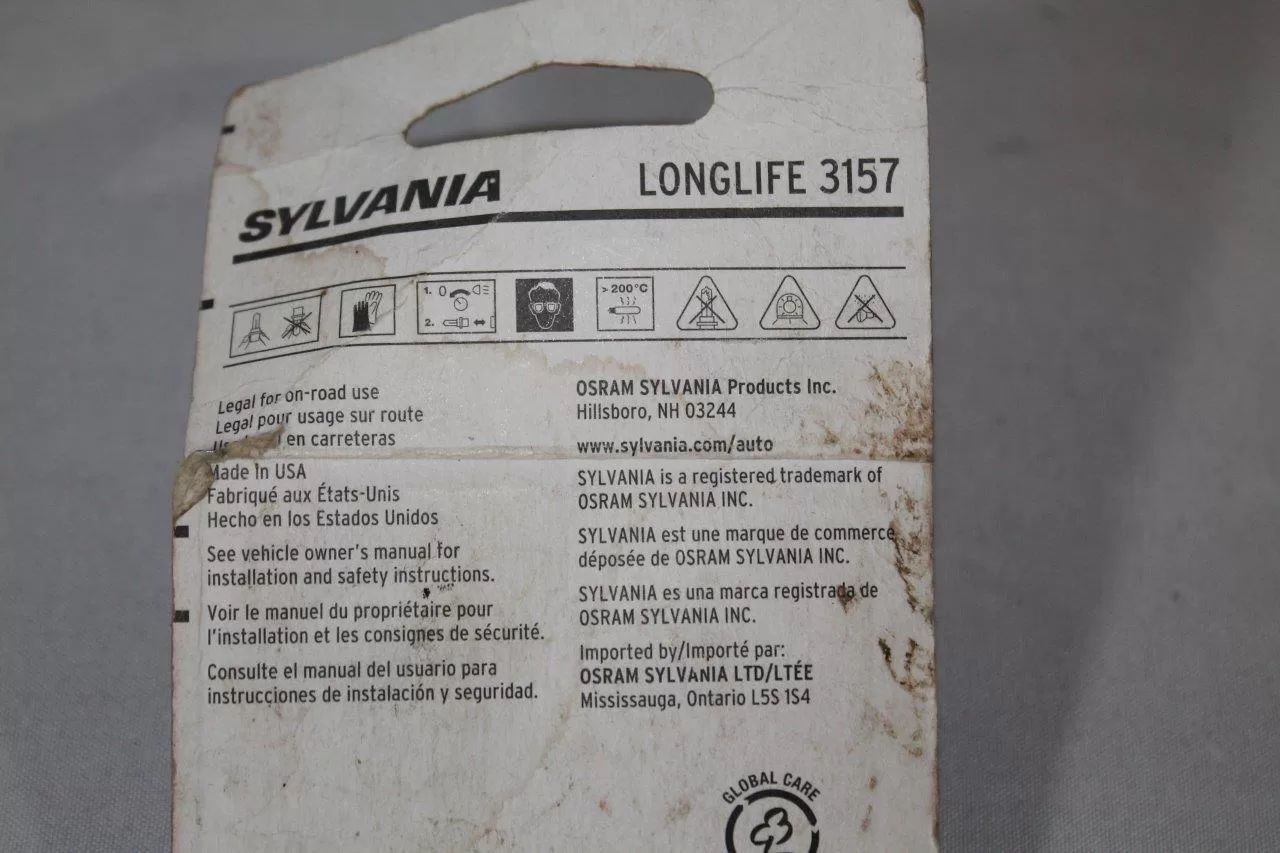 SYLVANIA
LONGLIFE 3157
1. 0
2.
> 200°C
Legal for on-road use
Legal pour usage sur route
en carreteras
Made in USA
Fabriqué aux États-Unis
Hecho en los Estados Unidos
See vehicle owner's manual for
installation and safety instructions.
Voir le manuel du propriétaire pour
l'installation et les consignes de sécurité.
Consulte el manual del usuario para
instrucciones de instalación y seguridad.
OSRAM SYLVANIA Products Inc.
Hillsboro, NH 03244
www.sylvania.com/auto
SYLVANIA is a registered trademark of
OSRAM SYLVANIA INC.
SYLVANIA est une marque de commerce
déposée de OSRAM SYLVANIA INC.
SYLVANIA es una marca registrada de
OSRAM SYLVANIA INC.
Imported by/Importé par:
OSRAM SYLVANIA LTD/LTÉE
Mississauga, Ontario L5S 1S4
GLOBAL CARE